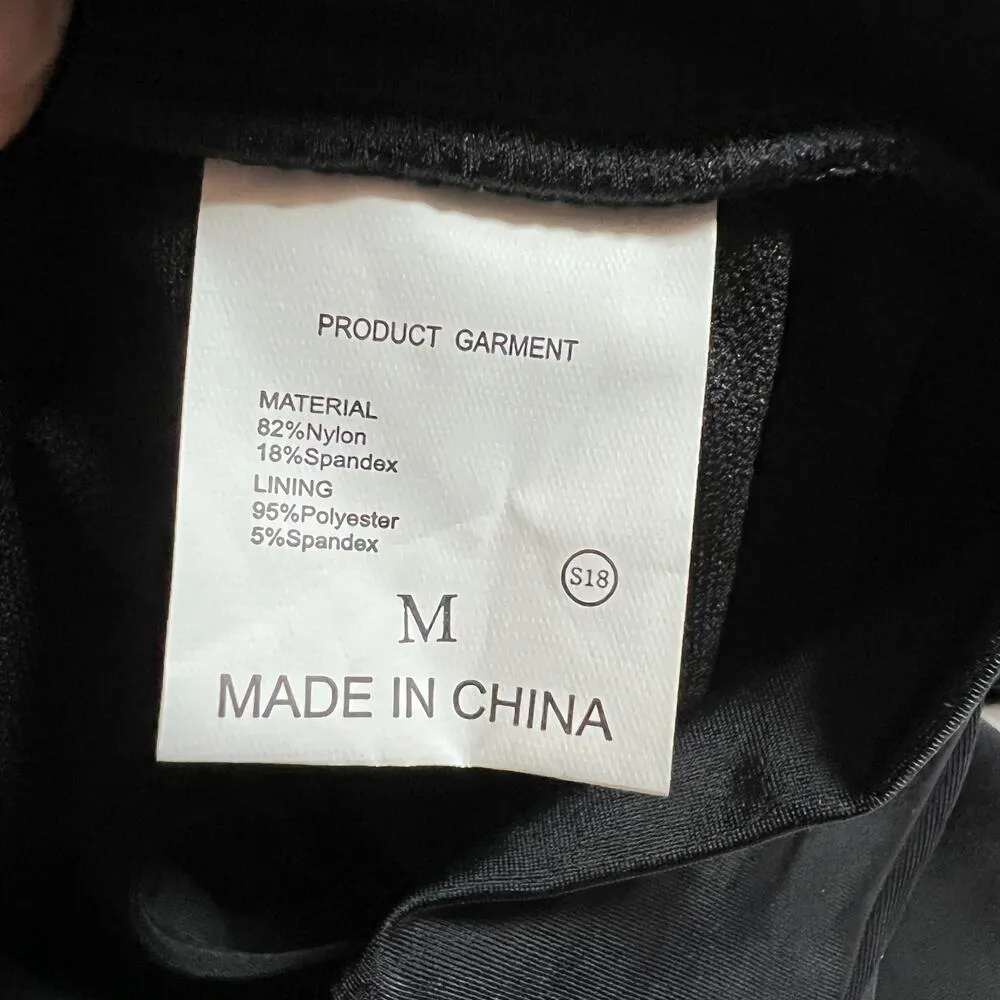 PRODUCT GARMENT
MATERIAL
82%Nylon
18%Spandex
LINING
95%Polyester
5%Spandex
S18
M
MADE IN CHINA